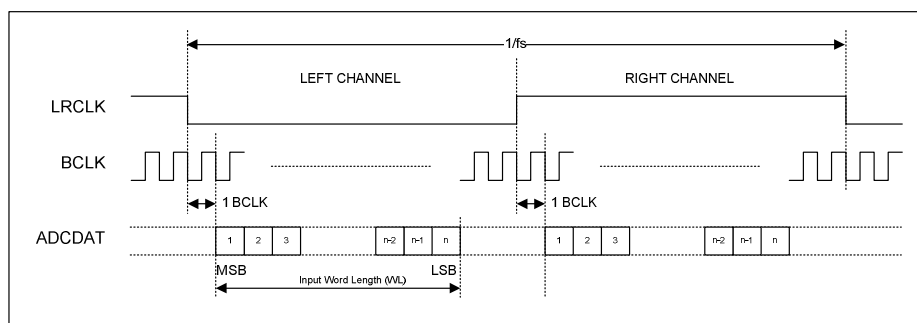 1/fs
LEFT CHANNEL RIGHT CHANNEL
LRCLK
BCLK
1 BCLK 1 BCLK
ADCDAT
1 2 3 n-2 n-1 n 1 2 3 n-2 n-1 n
MSB LSB
Input Word Length (WL)